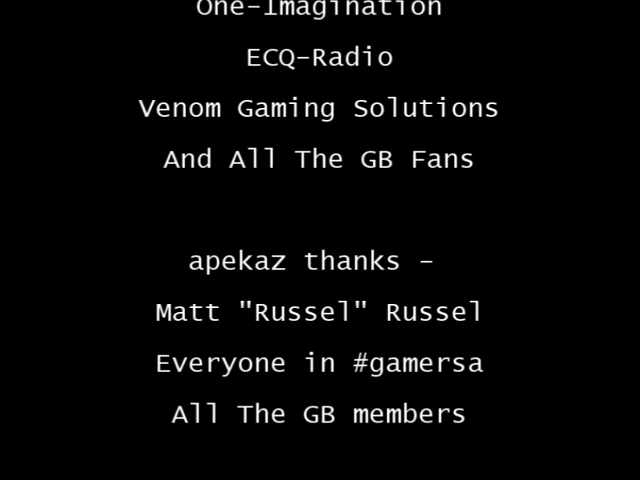 One-Imagination
ECQ-Radio
Venom Gaming Solutions
And All The GB Fans
apekaz thanks -
Matt "Russel" Russel
Everyone in #gamersa
All The GB members